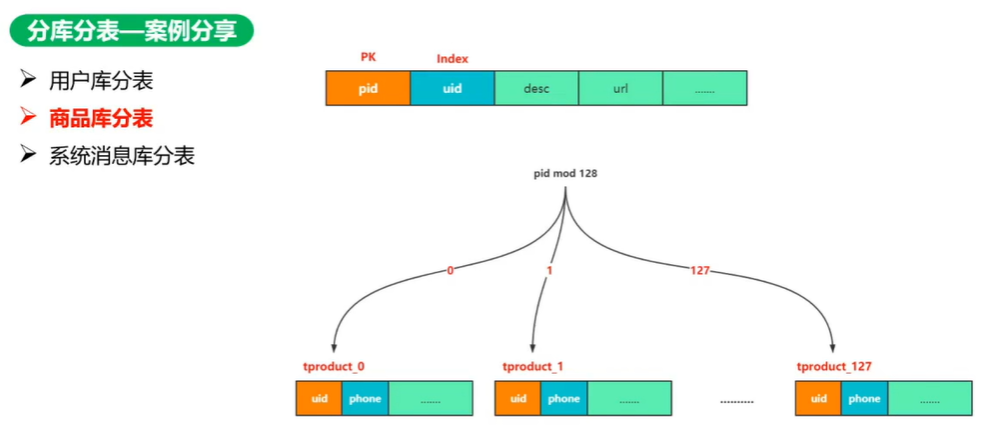 分库分表—案例分享
用户库分表
商品库分表
系统消息库分表
PK
Index
pid
uid
desc
url
.......
pid mod 128
0
1
127
tproduct_0
tproduct_1
tproduct_127
uid
phone
.......
uid
phone
.......
..........
uid
phone
.......